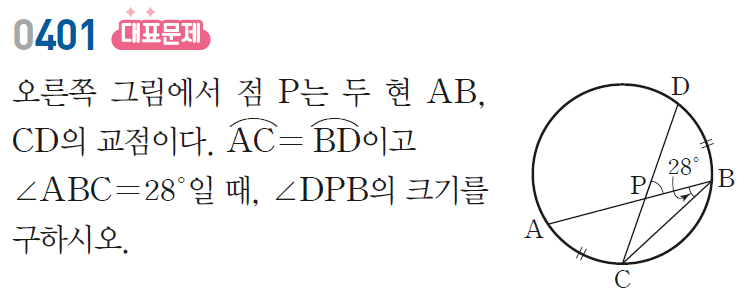 0401 대표문제
오른쪽 그림에서 점 P는 두 현 AB,
CD의 교점이다. A͡C=B͡D이고
∠ABC=28°일 때, ∠DPB의 크기를
구하시오.
D
28°
P
B
A
C